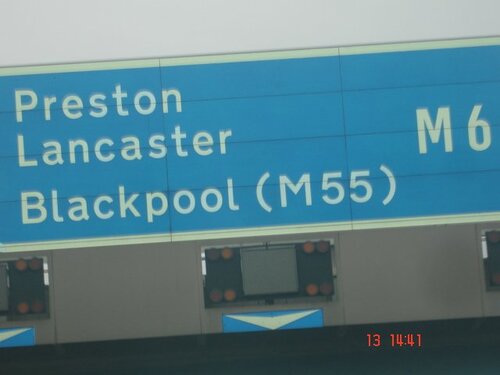 Preston
Lancaster
M6
Blackpool (M55)
13 14:41